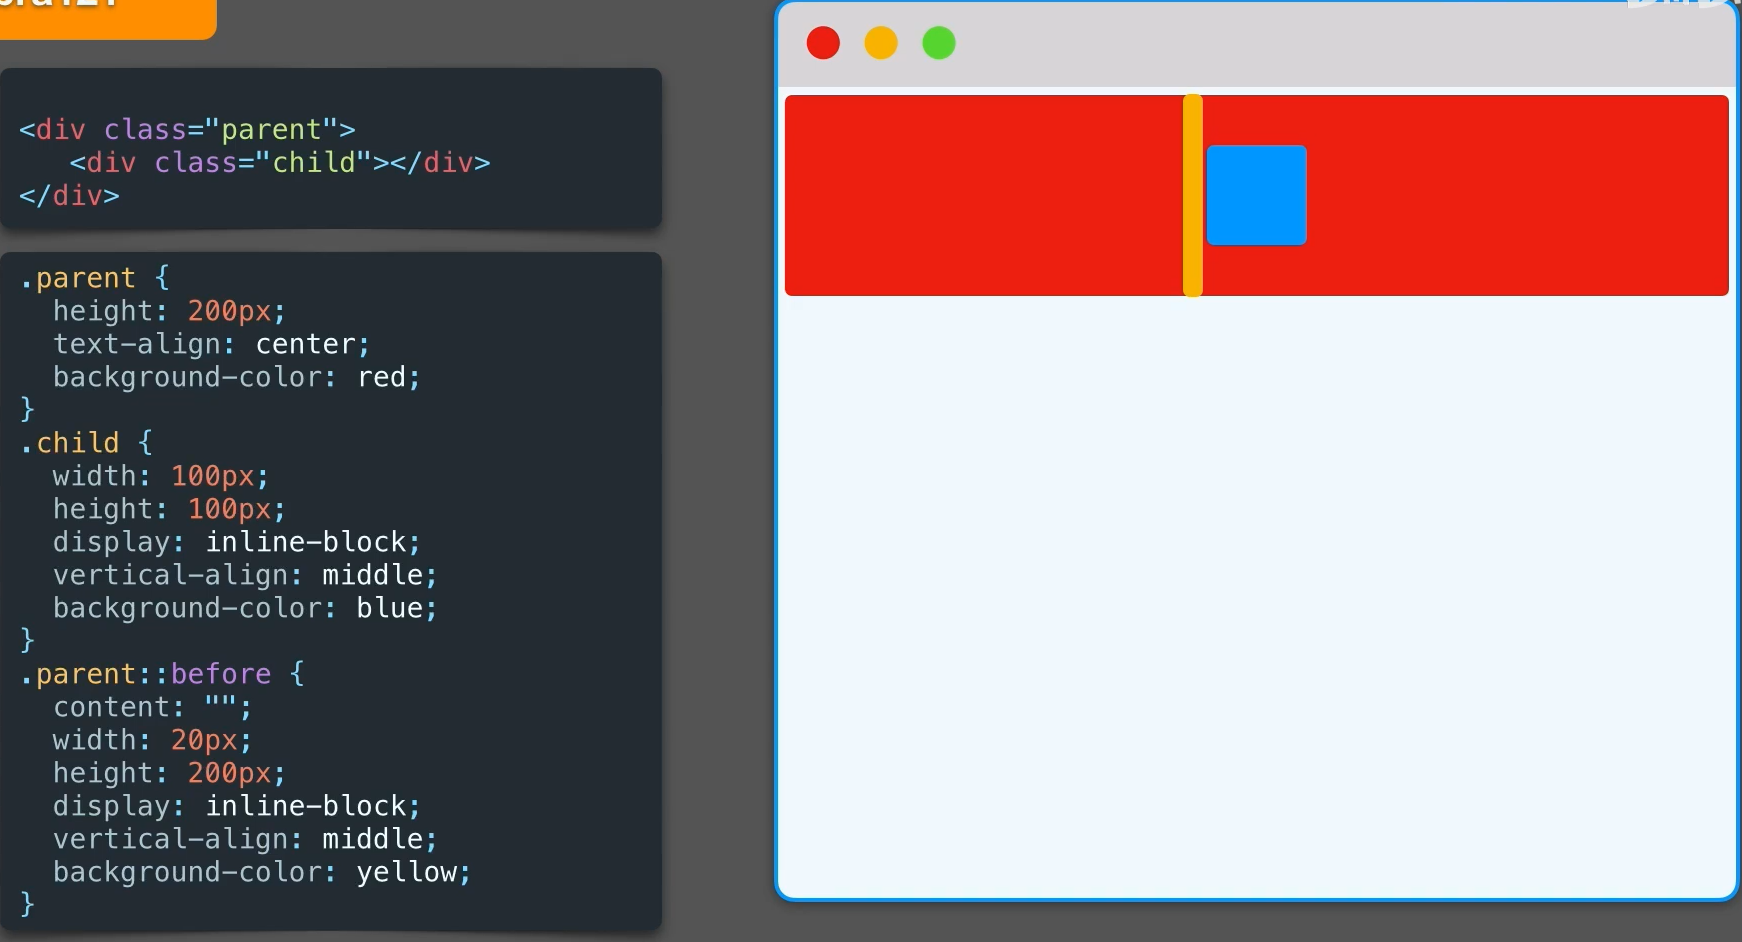 <div class="parent">
<div class="child"></div>
</div>
.parent {
height: 200px;
text-align: center;
background-color: red;
}
.child {
width: 100px;
height: 100px;
display: inline-block;
vertical-align: middle;
background-color: blue;
}
.parent::before {
content: "";
width: 20px;
height: 200px;
display: inline-block;
vertical-align: middle;
background-color: yellow;
}